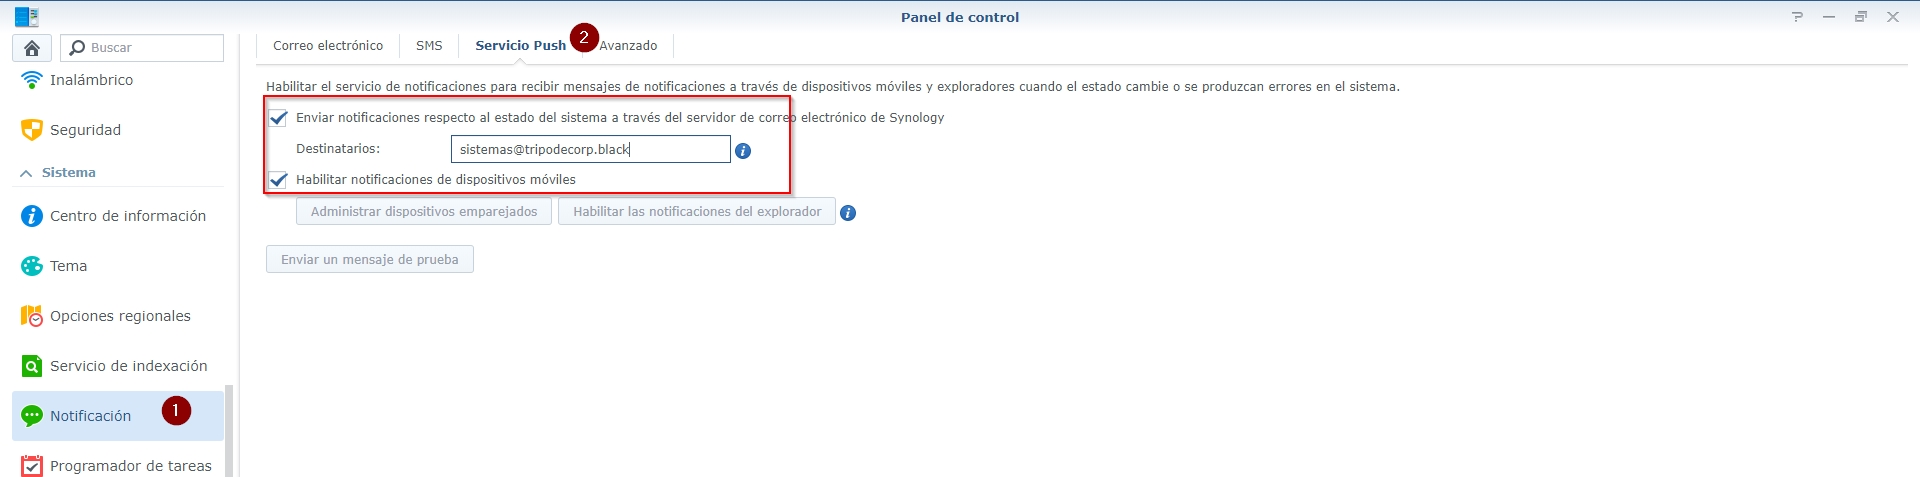 Panel de control
Buscar
Inalámbrico
Seguridad
Sistema
Centro de información
Tema
Opciones regionales
Servicio de indexación
Notificación 1
Programador de tareas
Correo electrónico SMS Servicio Push 2 Avanzado
Habilitar el servicio de notificaciones para recibir mensajes de notificaciones a través de dispositivos móviles y exploradores cuando el estado cambie o se produzcan errores en el sistema.
Enviar notificaciones respecto al estado del sistema a través del servidor de correo electrónico de Synology
Destinatarios: sistemas@tripodecorp.black
Habilitar notificaciones de dispositivos móviles
Administrar dispositivos emparejados Habilitar las notificaciones del explorador
Enviar un mensaje de prueba